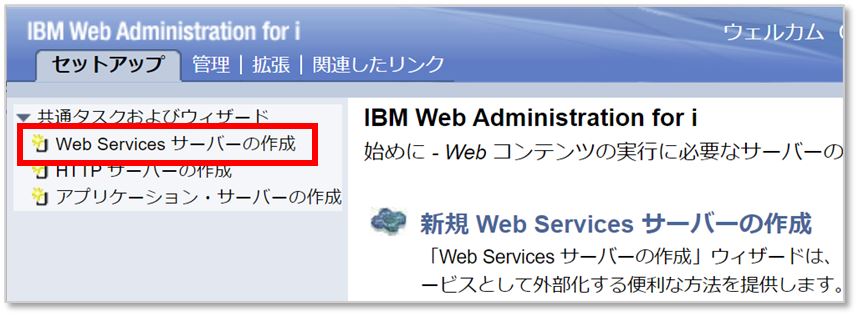 IBM Web Administration for i
ウェルカム
セットアップ 管理 | 拡張 | 関連したリンク
共通タスクおよびウィザード
Web Services サーバーの作成
HTTP サーバーの作成
アプリケーション・サーバーの作成
IBM Web Administration for i
始めに - Web コンテンツの実行に必要なサーバーの
新規 Web Services サーバーの作成
「Web Services サーバーの作成」ウィザードは、
ービスとして外部化する便利な方法を提供します。